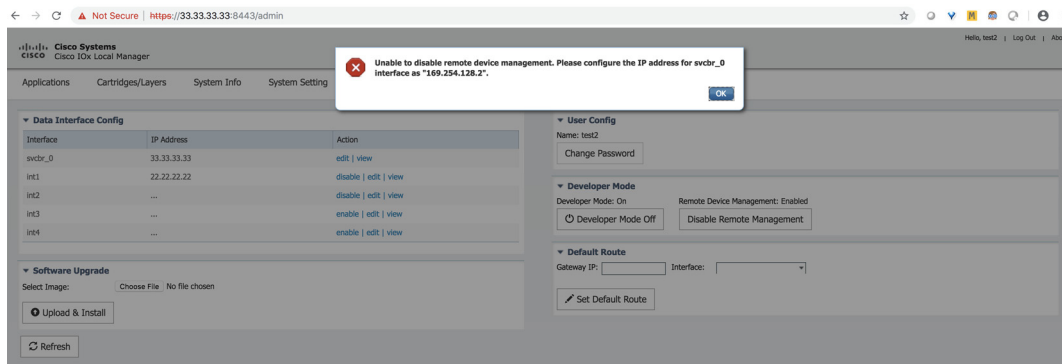 Not Secure | https://33.33.33.33:8443/admin
Hello, test2 | Log Out | Abo
Cisco Systems
CISCO Cisco IOx Local Manager
Applications Cartridges/Layers System Info System Setting
Unable to disable remote device management. Please configure the IP address for svcbr_0
interface as "169.254.128.2".
OK
Data Interface Config
Interface IP Address Action
svcbr_0 33.33.33.33 edit | view
int1 22.22.22.22 disable | edit | view
int2 ... disable | edit | view
int3 ... enable | edit | view
int4 ... enable | edit | view
Software Upgrade
Select Image: Choose File No file chosen
Upload & Install
Refresh
User Config
Name: test2
Change Password
Developer Mode
Developer Mode: On Remote Device Management: Enabled
Developer Mode Off Disable Remote Management
Default Route
Gateway IP: Interface:
Set Default Route